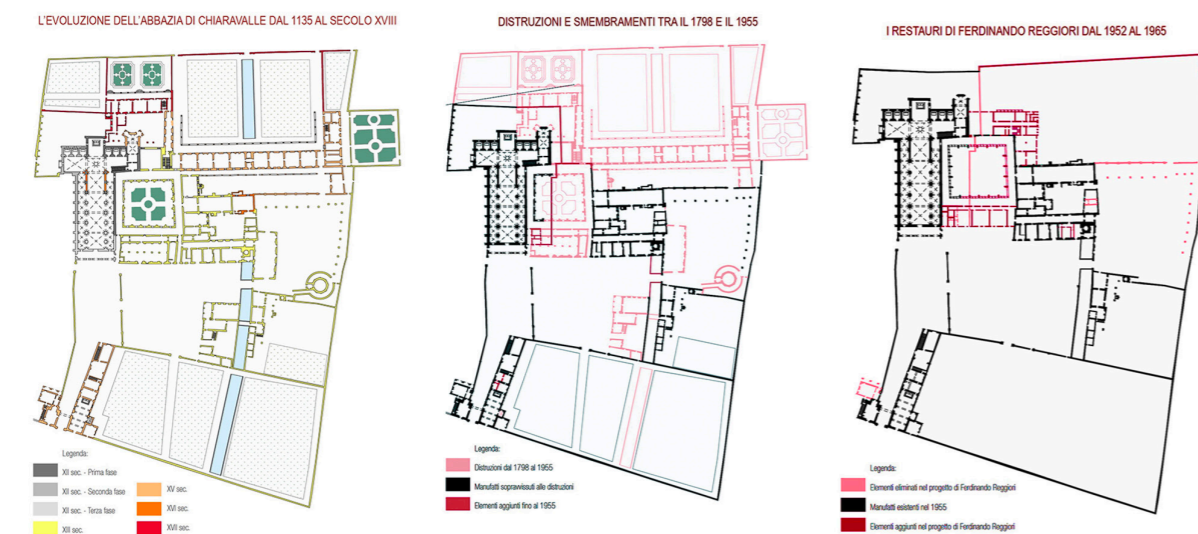 L'EVOLUZIONE DELL'ABBAZIA DI CHIARAVALLE DAL 1135 AL SECOLO XVIII
Legenda:
XII sec. - Prima fase
XII sec. - Seconda fase
XII sec. - Terza fase
XIII sec.
XV sec.
XVI sec.
XVII sec.
DISTRUZIONI E SMEMBRAMENTI TRA IL 1798 E IL 1955
Legenda:
Distruzioni dal 1798 al 1955
Manufatti sopravvissuti alle distruzioni
Elementi aggiunti fino al 1955
I RESTAURI DI FERDINANDO REGGIORI DAL 1952 AL 1965
Legenda:
Elementi eliminati nel progetto di Ferdinando Reggiori
Manufatti esistenti nel 1955
Elementi aggiunti nel progetto di Ferdinando Reggiori